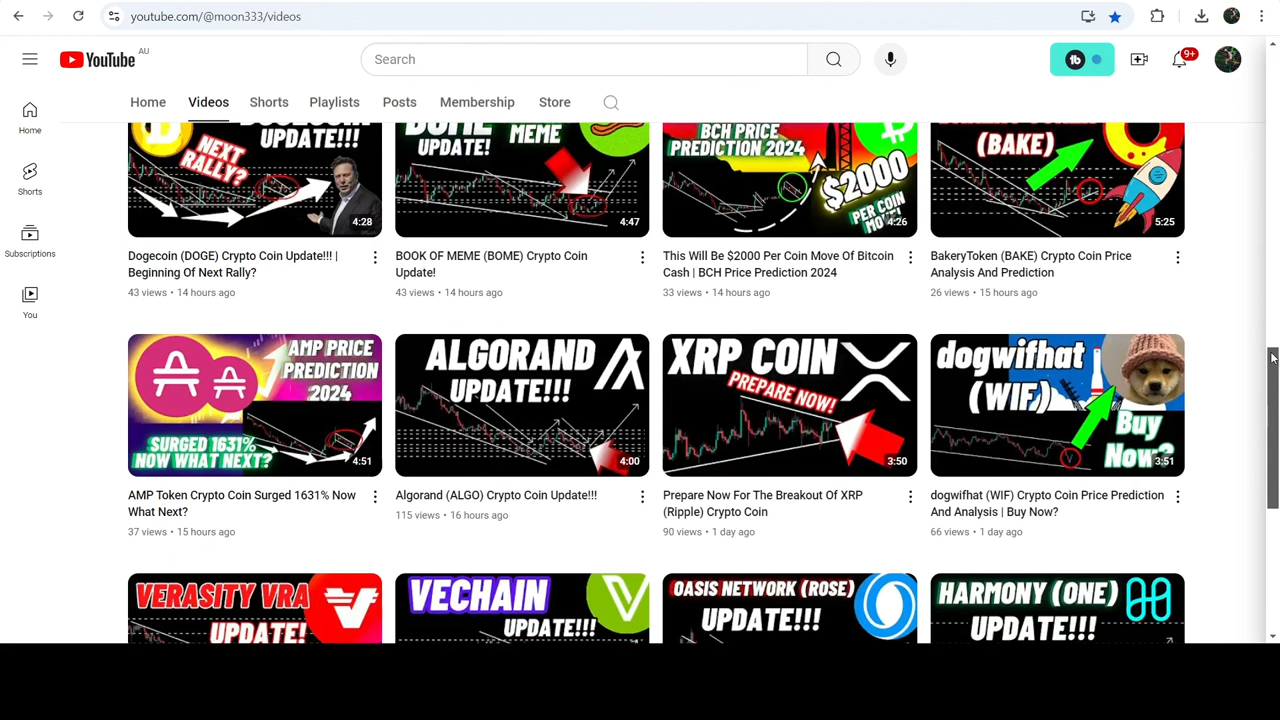 youtube.com/@moon333/videos
YouTube AU
Search
9+
Home
Videos
Shorts
Playlists
Posts
Membership
Store
Home
Shorts
Subscriptions
You
UPDATE!!!
NEXT
RALLY?
4:28
BOME MEME
UPDATE!
4:47
BCH PRICE
PREDICTION 2024
$2000
PER COIN
4:26
(BAKE)
5:25
Dogecoin (DOGE) Crypto Coin Update!!! |
Beginning Of Next Rally?
43 views • 14 hours ago
BOOK OF MEME (BOME) Crypto Coin
Update!
43 views • 14 hours ago
This Will Be $2000 Per Coin Move Of Bitcoin
Cash | BCH Price Prediction 2024
33 views • 14 hours ago
BakeryToken (BAKE) Crypto Coin Price
Analysis And Prediction
26 views • 15 hours ago
AMP PRICE
PREDICTION
2024
SURGED 1631%
NOW WHAT NEXT?
4:51
ALGORAND
UPDATE!!!
4:00
XRP COIN
PREPARE NOW!
3:50
dogwifhat
(WIF)
Buy
Now?
3:51
AMP Token Crypto Coin Surged 1631% Now
What Next?
37 views • 15 hours ago
Algorand (ALGO) Crypto Coin Update!!!
115 views • 16 hours ago
Prepare Now For The Breakout Of XRP
(Ripple) Crypto Coin
90 views • 1 day ago
dogwifhat (WIF) Crypto Coin Price Prediction
And Analysis | Buy Now?
66 views • 1 day ago
VERASITY VRA
UPDATE!
VECHAIN
UPDATE!!!
OASIS NETWORK (ROSE)
UPDATE!!!
HARMONY (ONE)
UPDATE!!!